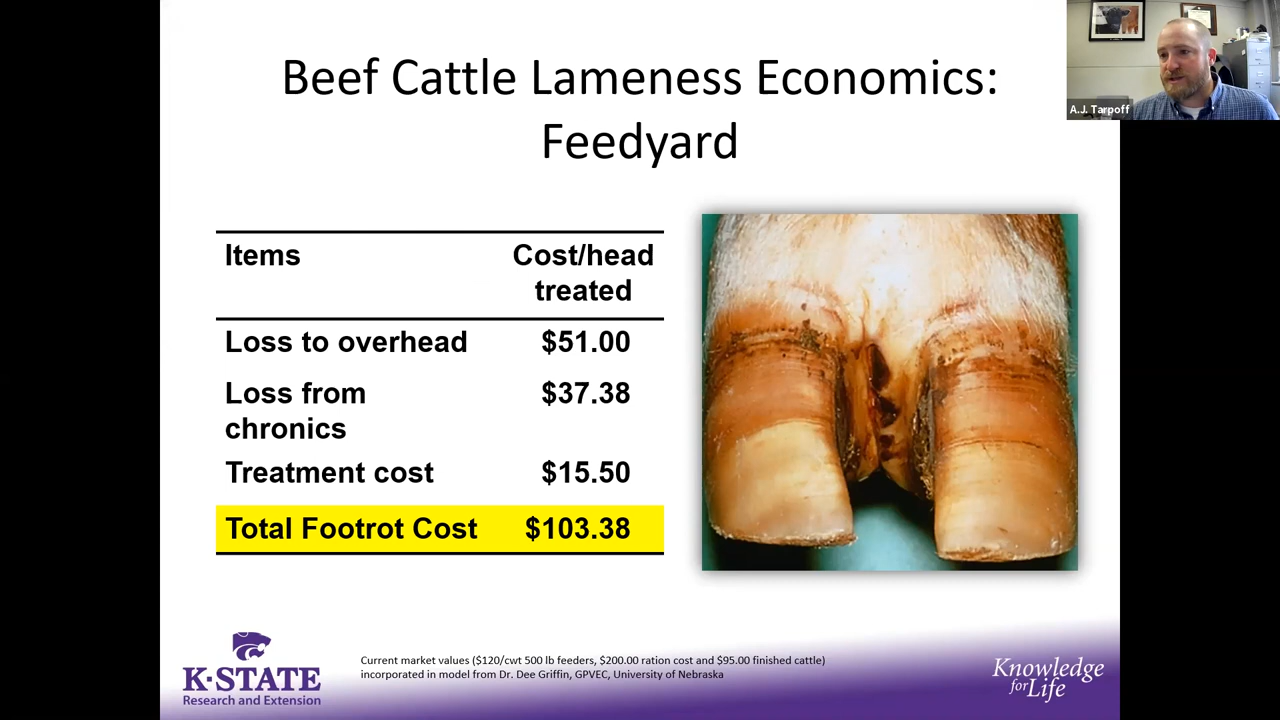 Beef Cattle Lameness Economics:
Feedyard
A.J. Tarpoff
Items Cost/head
treated
Loss to overhead $51.00
Loss from $37.38
chronics
Treatment cost $15.50
Total Footrot Cost $103.38
K-STATE
Research and Extension
Current market values ($120/cwt 500 lb feeders, $200.00 ration cost and $95.00 finished cattle)
incorporated in model from Dr. Dee Griffin, GPVEC, University of Nebraska
Knowledge
for Life